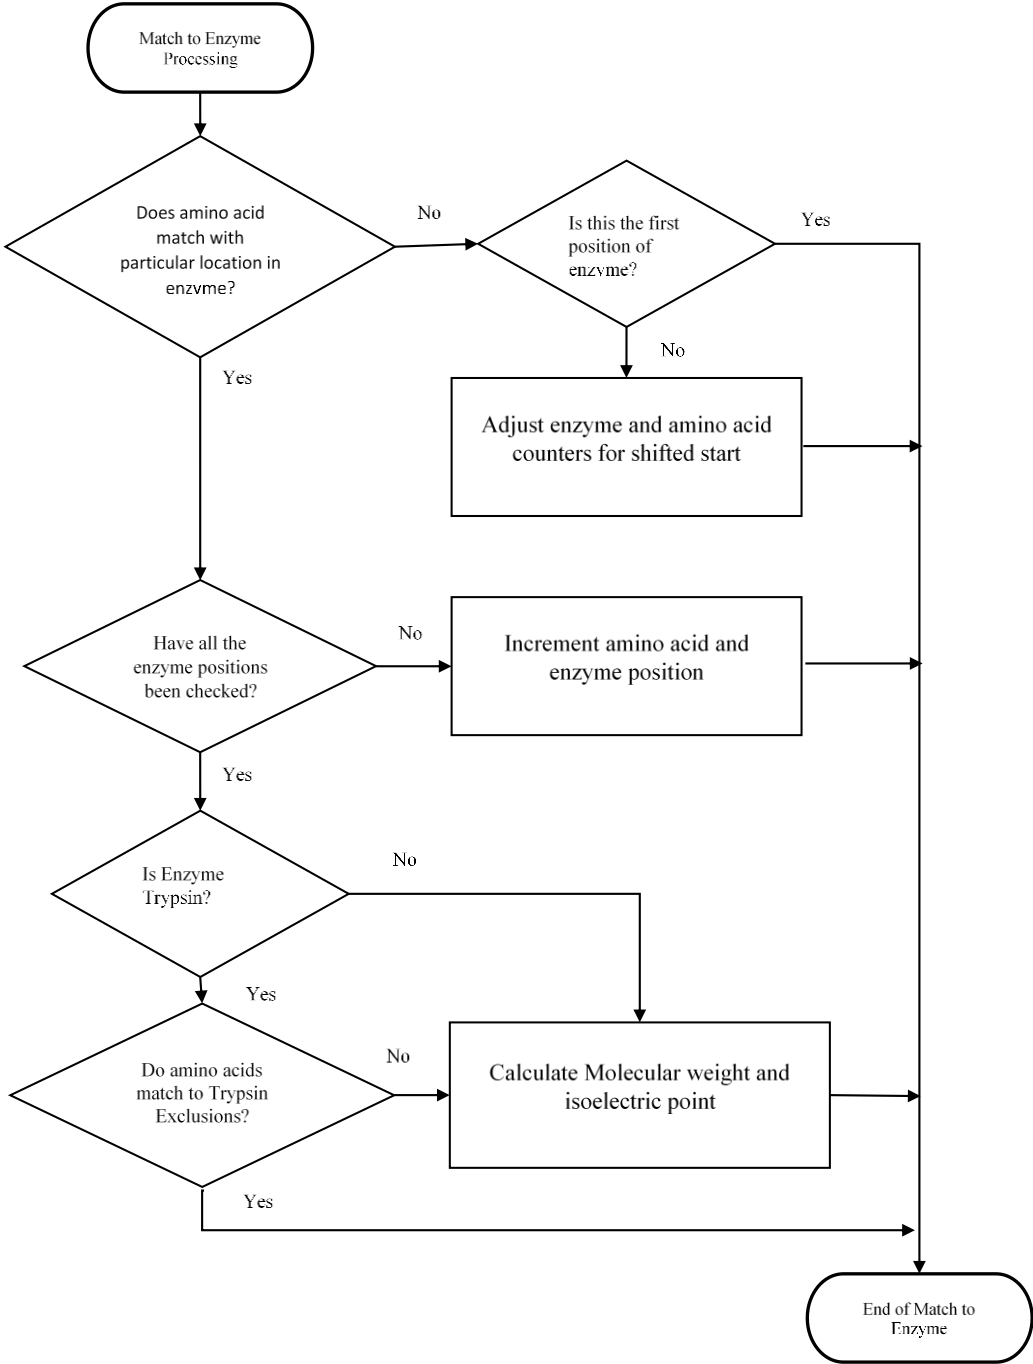 Match to Enzyme
Processing
Does amino acid
match with
particular location in
enzyme?
No
Is this the first
position of
enzyme?
Yes
No
Yes
Adjust enzyme and amino acid
counters for shifted start
Have all the
enzyme positions
been checked?
No
Increment amino acid and
enzyme position
Yes
Is Enzyme
Trypsin?
No
Yes
Do amino acids
match to Trypsin
Exclusions?
No
Calculate Molecular weight and
isoelectric point
Yes
End of Match to
Enzyme